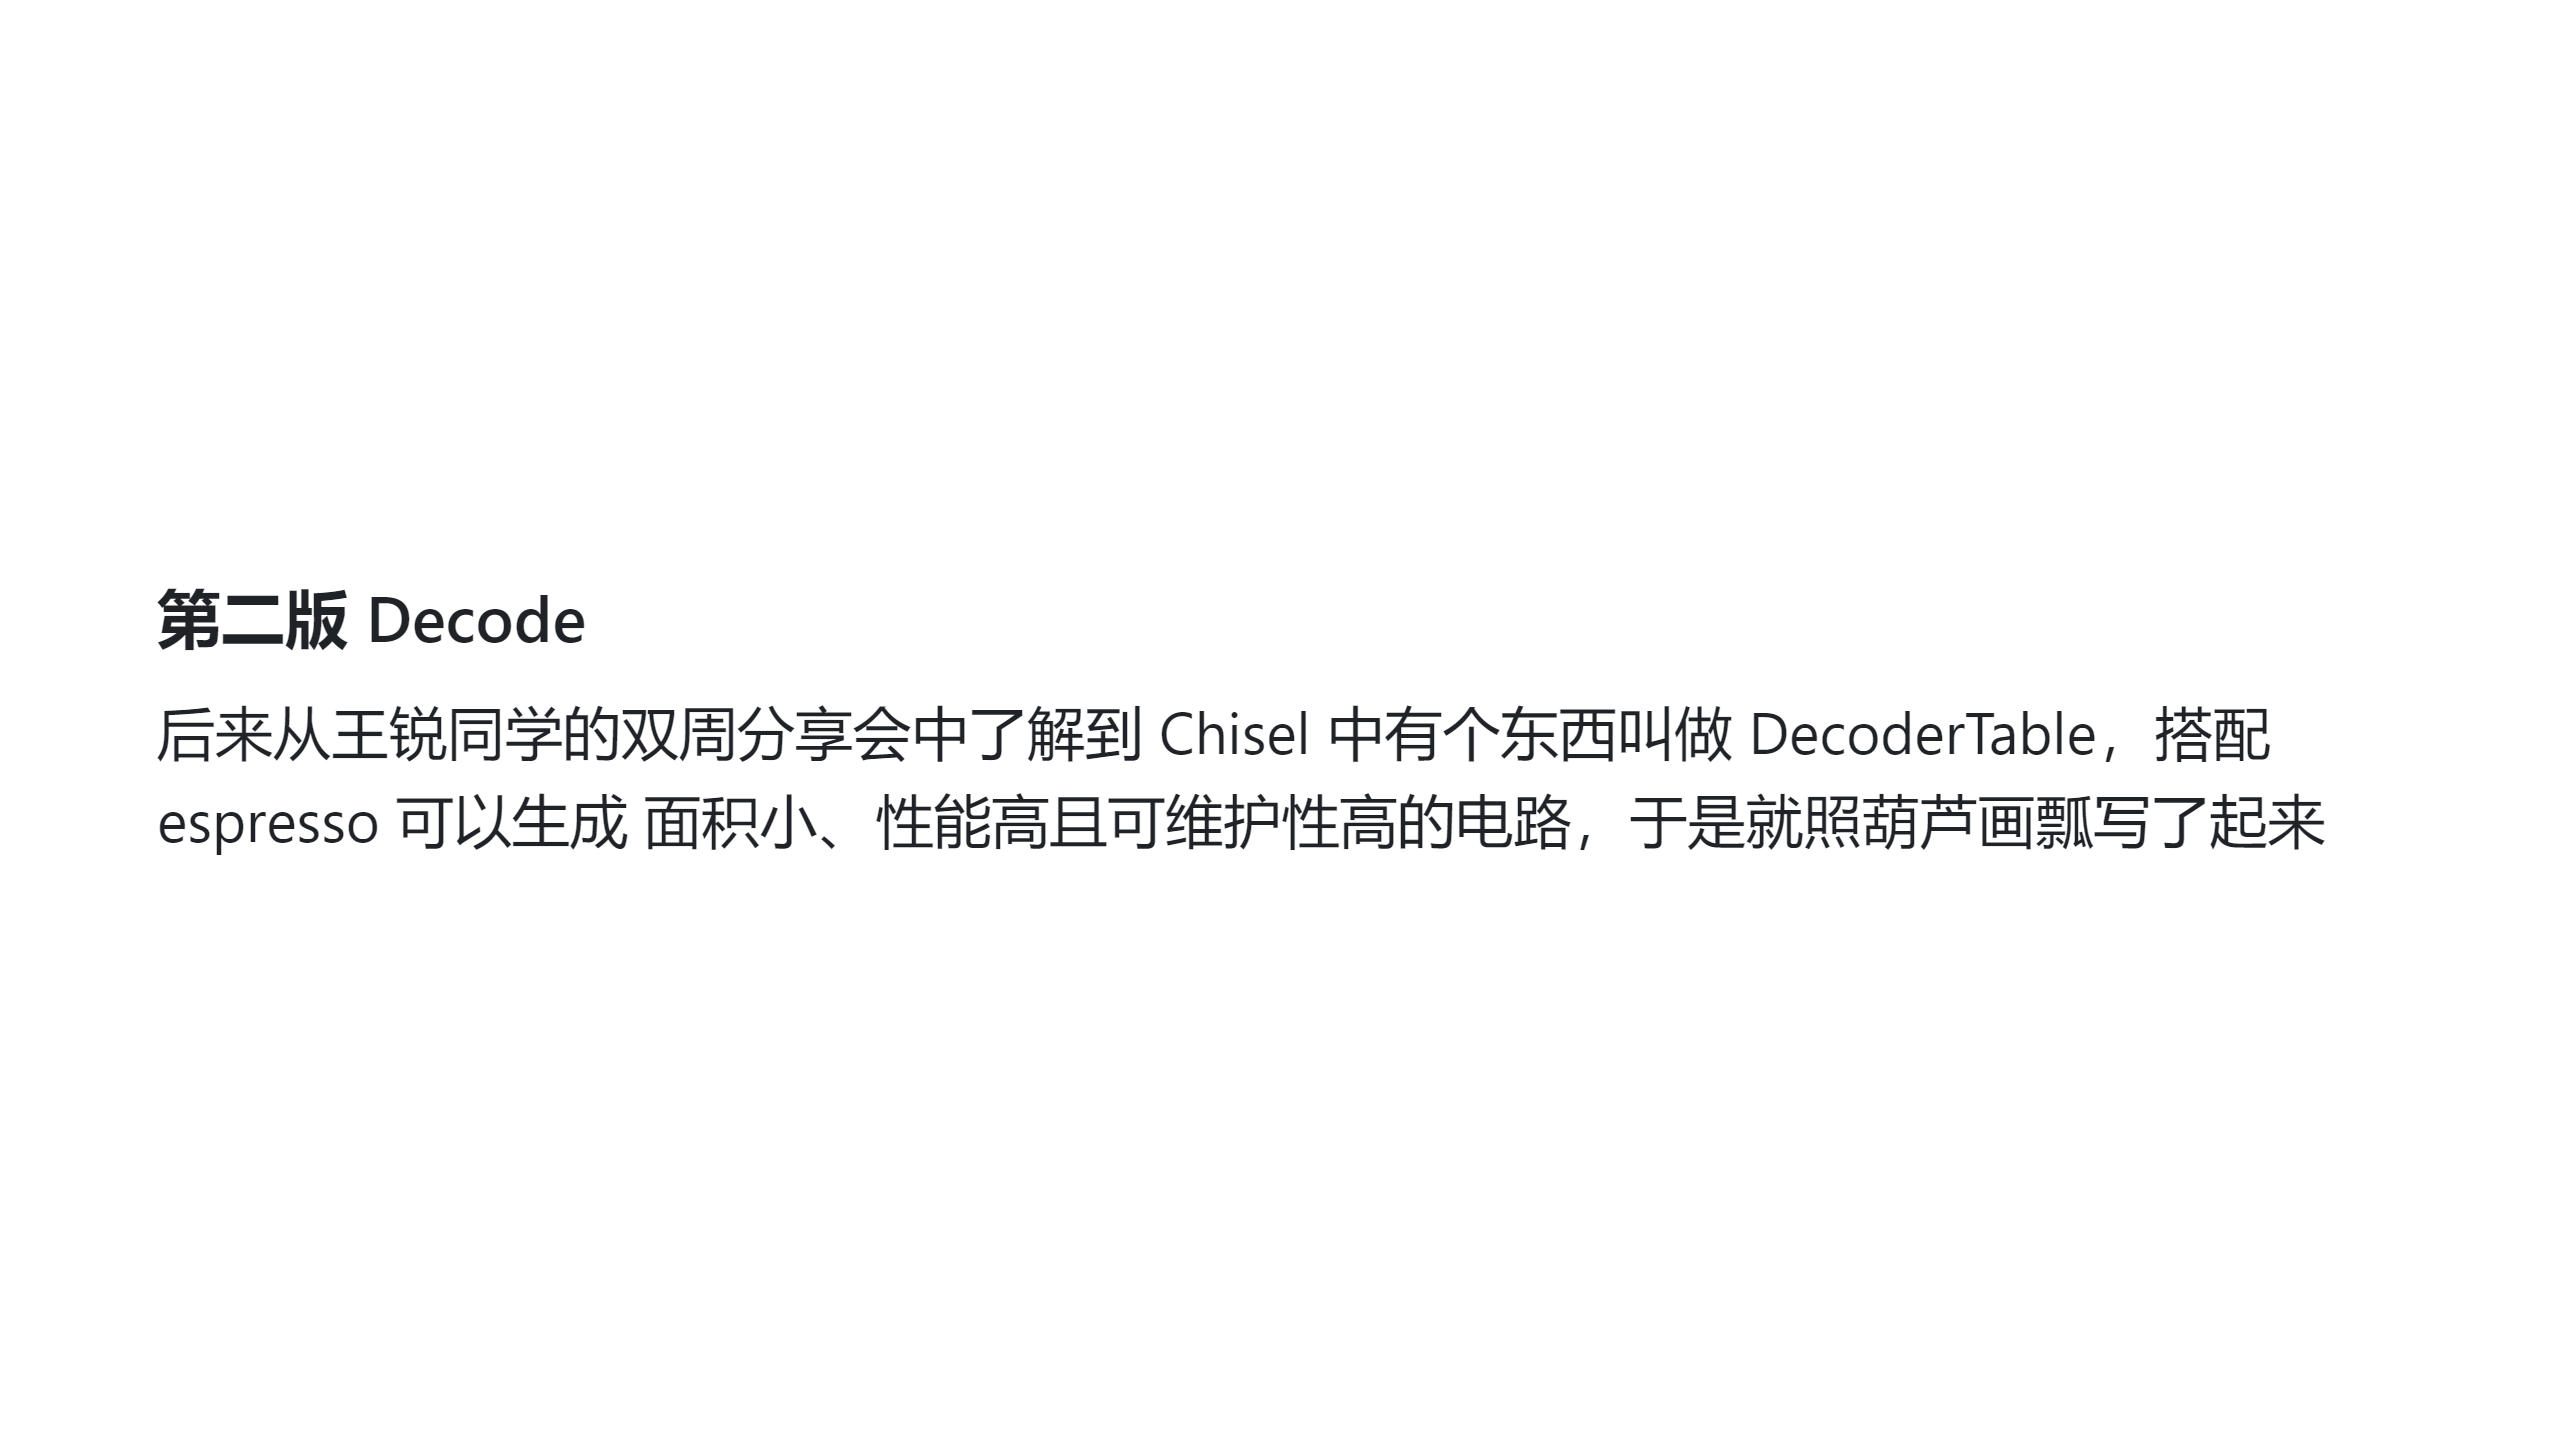 第二版 Decode
后来从王锐同学的双周分享会中了解到 Chisel 中有个东西叫做 DecoderTable，搭配
espresso 可以生成 面积小、性能高且可维护性高的电路，于是就照葫芦画瓢写了起来